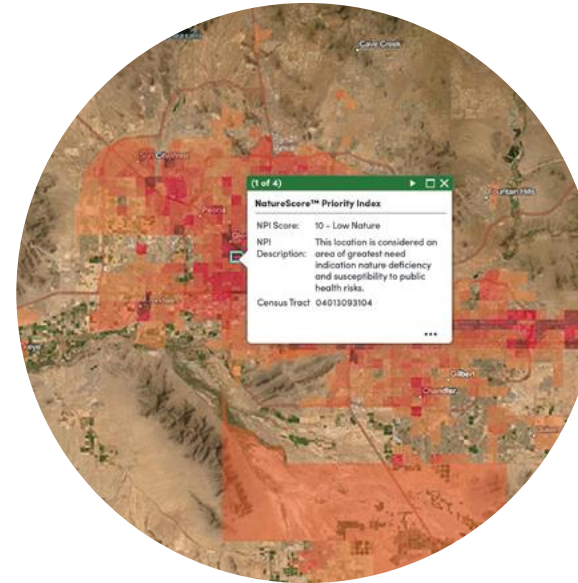 Cave Creek
Fountain Hills
Peoria
(1 of 4)
NatureScore™ Priority Index
NPI Score: 10 - Low Nature
NPI Description: This location is considered an
area of greatest need
indication nature deficiency
and susceptibility to public
health risks.
Census Tract 04013093104
Gilbert
Chandler